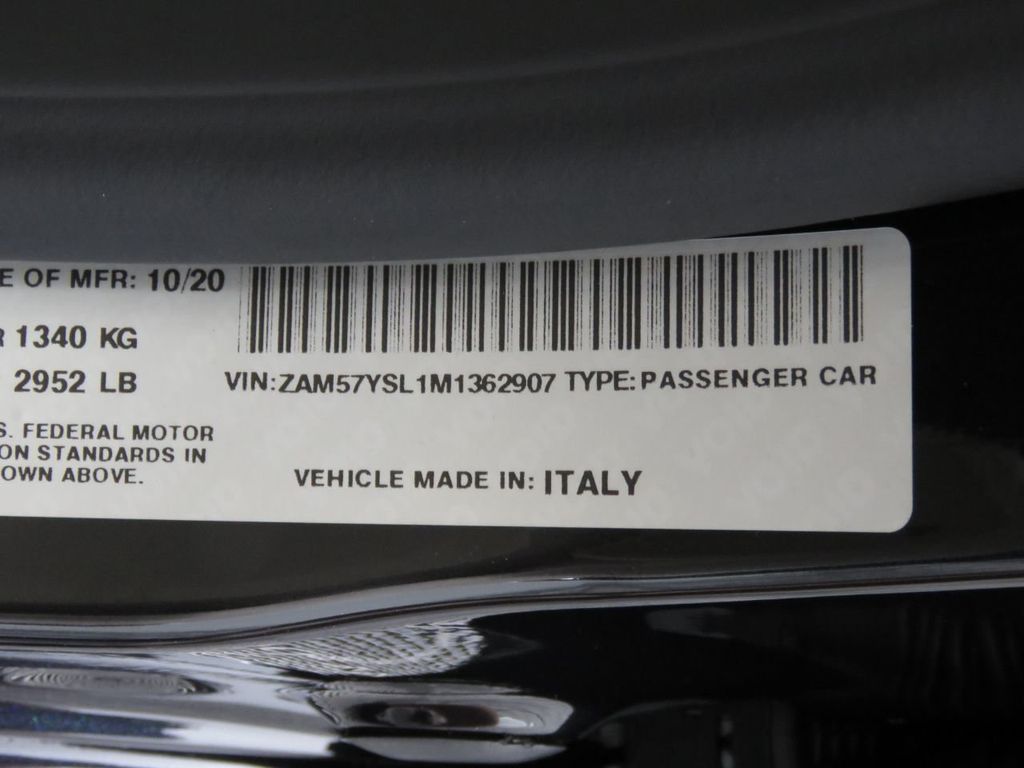 E OF MFR: 10/20
R 1340 KG
2952 LB
VIN:ZAM57YSL1M1362907 TYPE:PASSENGER CAR
S. FEDERAL MOTOR
ON STANDARDS IN
OWN ABOVE.
VEHICLE MADE IN: ITALY